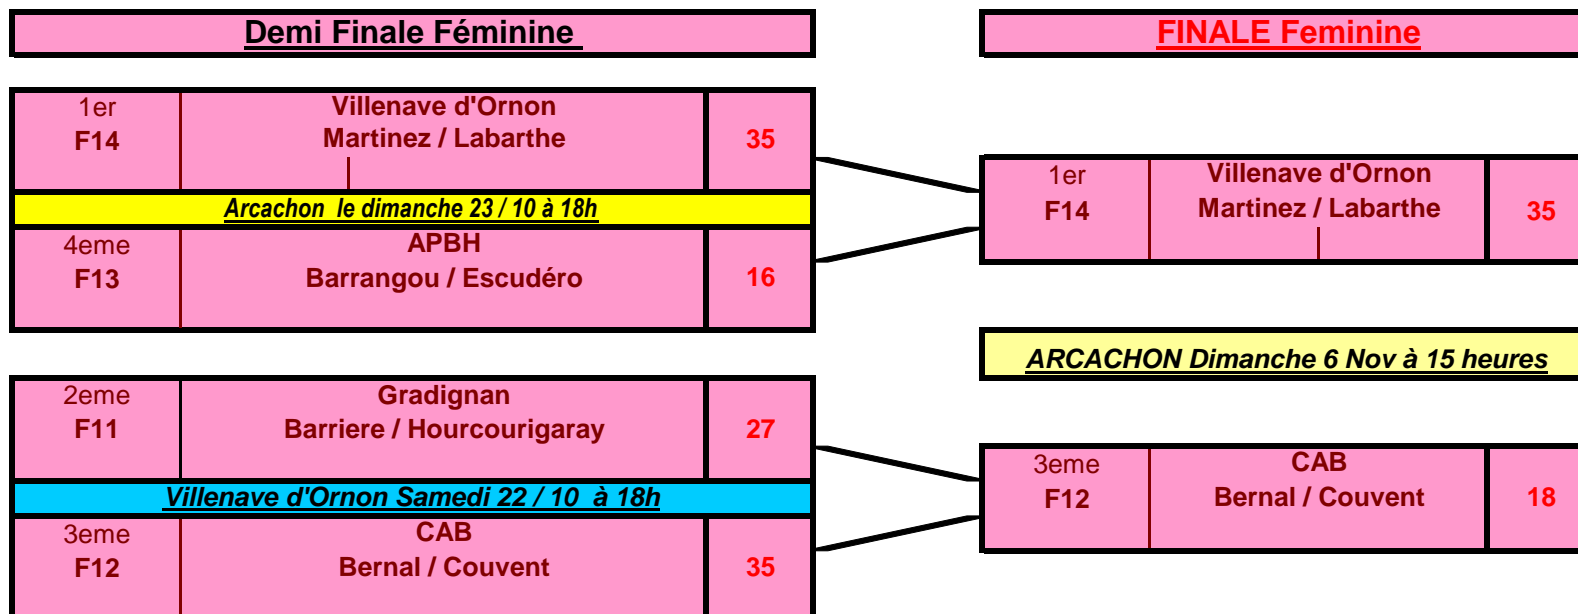 Demi Finale Féminine
FINALE Feminine
1er
F14
Villenave d'Ornon
Martinez / Labarthe
35
Arcachon le dimanche 23 / 10 à 18h
4eme
F13
APBH
Barrangou / Escudéro
16
2eme
F11
Gradignan
Barriere / Hourcourigaray
27
Villenave d'Ornon Samedi 22 / 10 à 18h
3eme
F12
CAB
Bernal / Couvent
35
1er
F14
Villenave d'Ornon
Martinez / Labarthe
35
ARCACHON Dimanche 6 Nov à 15 heures
3eme
F12
CAB
Bernal / Couvent
18